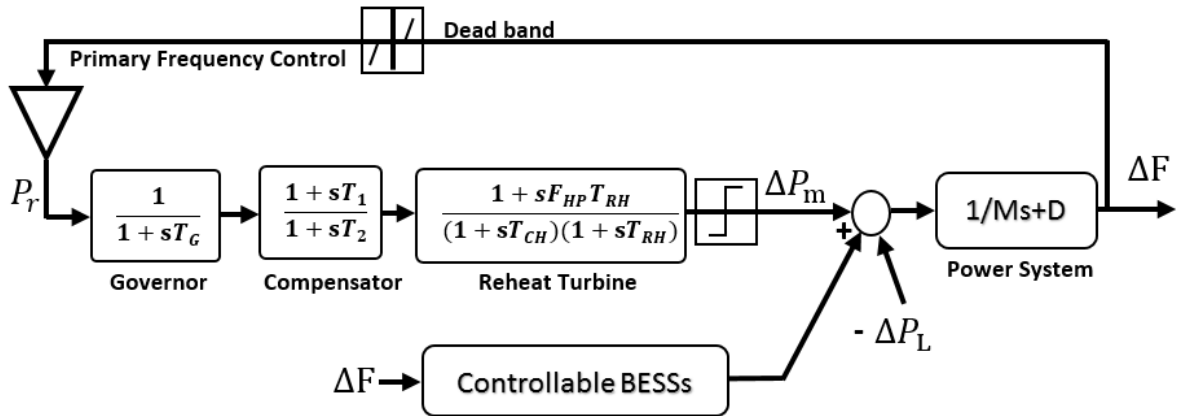 Dead band
Primary Frequency Control
P_r
1
1 + sT_G
Governor
1 + sT_1
1 + sT_2
Compensator
1 + sF_HP T_RH
(1 + sT_CH)(1 + sT_RH)
Reheat Turbine
ΔP_m
+
1/Ms+D
Power System
ΔF
- ΔP_L
ΔF
Controllable BESSs